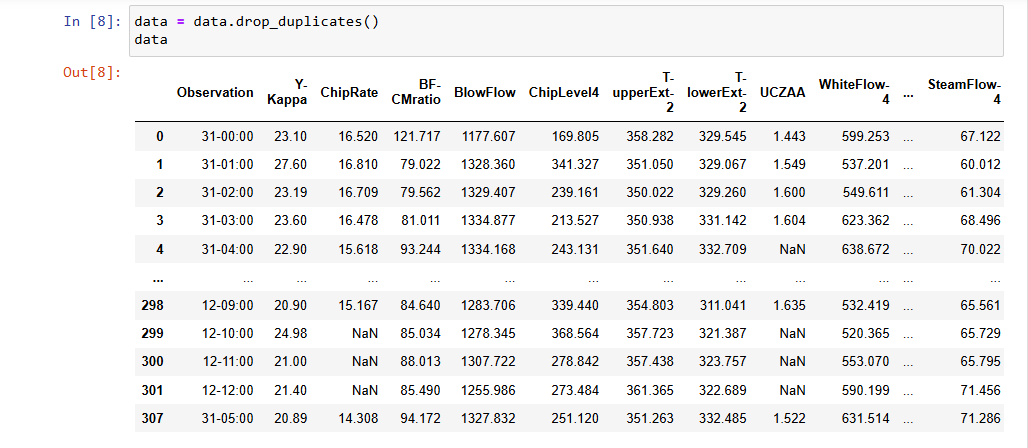 In [8]: data = data.drop_duplicates()
data
Out[8]:
Observation Y-Kappa ChipRate BF-CMratio BlowFlow ChipLevel4 T-upperExt-2 T-lowerExt-2 UCZAA WhiteFlow-4 ... SteamFlow-4
0 31-00:00 23.10 16.520 121.717 1177.607 169.805 358.282 329.545 1.443 599.253 ... 67.122
1 31-01:00 27.60 16.810 79.022 1328.360 341.327 351.050 329.067 1.549 537.201 ... 60.012
2 31-02:00 23.19 16.709 79.562 1329.407 239.161 350.022 329.260 1.600 549.611 ... 61.304
3 31-03:00 23.60 16.478 81.011 1334.877 213.527 350.938 331.142 1.604 623.362 ... 68.496
4 31-04:00 22.90 15.618 93.244 1334.168 243.131 351.640 332.709 NaN 638.672 ... 70.022
... ... ... ... ... ... ... ... ... ... ... ... ...
298 12-09:00 20.90 15.167 84.640 1283.706 339.440 354.803 311.041 1.635 532.419 ... 65.561
299 12-10:00 24.98 NaN 85.034 1278.345 368.564 357.723 321.387 NaN 520.365 ... 65.729
300 12-11:00 21.00 NaN 88.013 1307.722 278.842 357.438 323.757 NaN 553.070 ... 65.795
301 12-12:00 21.40 NaN 85.490 1255.986 273.484 361.365 322.689 NaN 590.199 ... 71.456
307 31-05:00 20.89 14.308 94.172 1327.832 251.120 351.263 332.485 1.522 631.514 ... 71.286